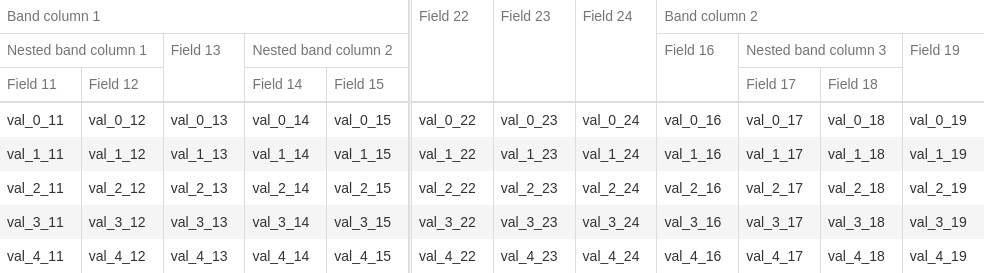 Band column 1 Field 22 Field 23 Field 24 Band column 2
Nested band column 1 Field 13 Nested band column 2 Field 16 Nested band column 3 Field 19
Field 11 Field 12 Field 14 Field 15 Field 17 Field 18
val_0_11 val_0_12 val_0_13 val_0_14 val_0_15 val_0_22 val_0_23 val_0_24 val_0_16 val_0_17 val_0_18 val_0_19
val_1_11 val_1_12 val_1_13 val_1_14 val_1_15 val_1_22 val_1_23 val_1_24 val_1_16 val_1_17 val_1_18 val_1_19
val_2_11 val_2_12 val_2_13 val_2_14 val_2_15 val_2_22 val_2_23 val_2_24 val_2_16 val_2_17 val_2_18 val_2_19
val_3_11 val_3_12 val_3_13 val_3_14 val_3_15 val_3_22 val_3_23 val_3_24 val_3_16 val_3_17 val_3_18 val_3_19
val_4_11 val_4_12 val_4_13 val_4_14 val_4_15 val_4_22 val_4_23 val_4_24 val_4_16 val_4_17 val_4_18 val_4_19